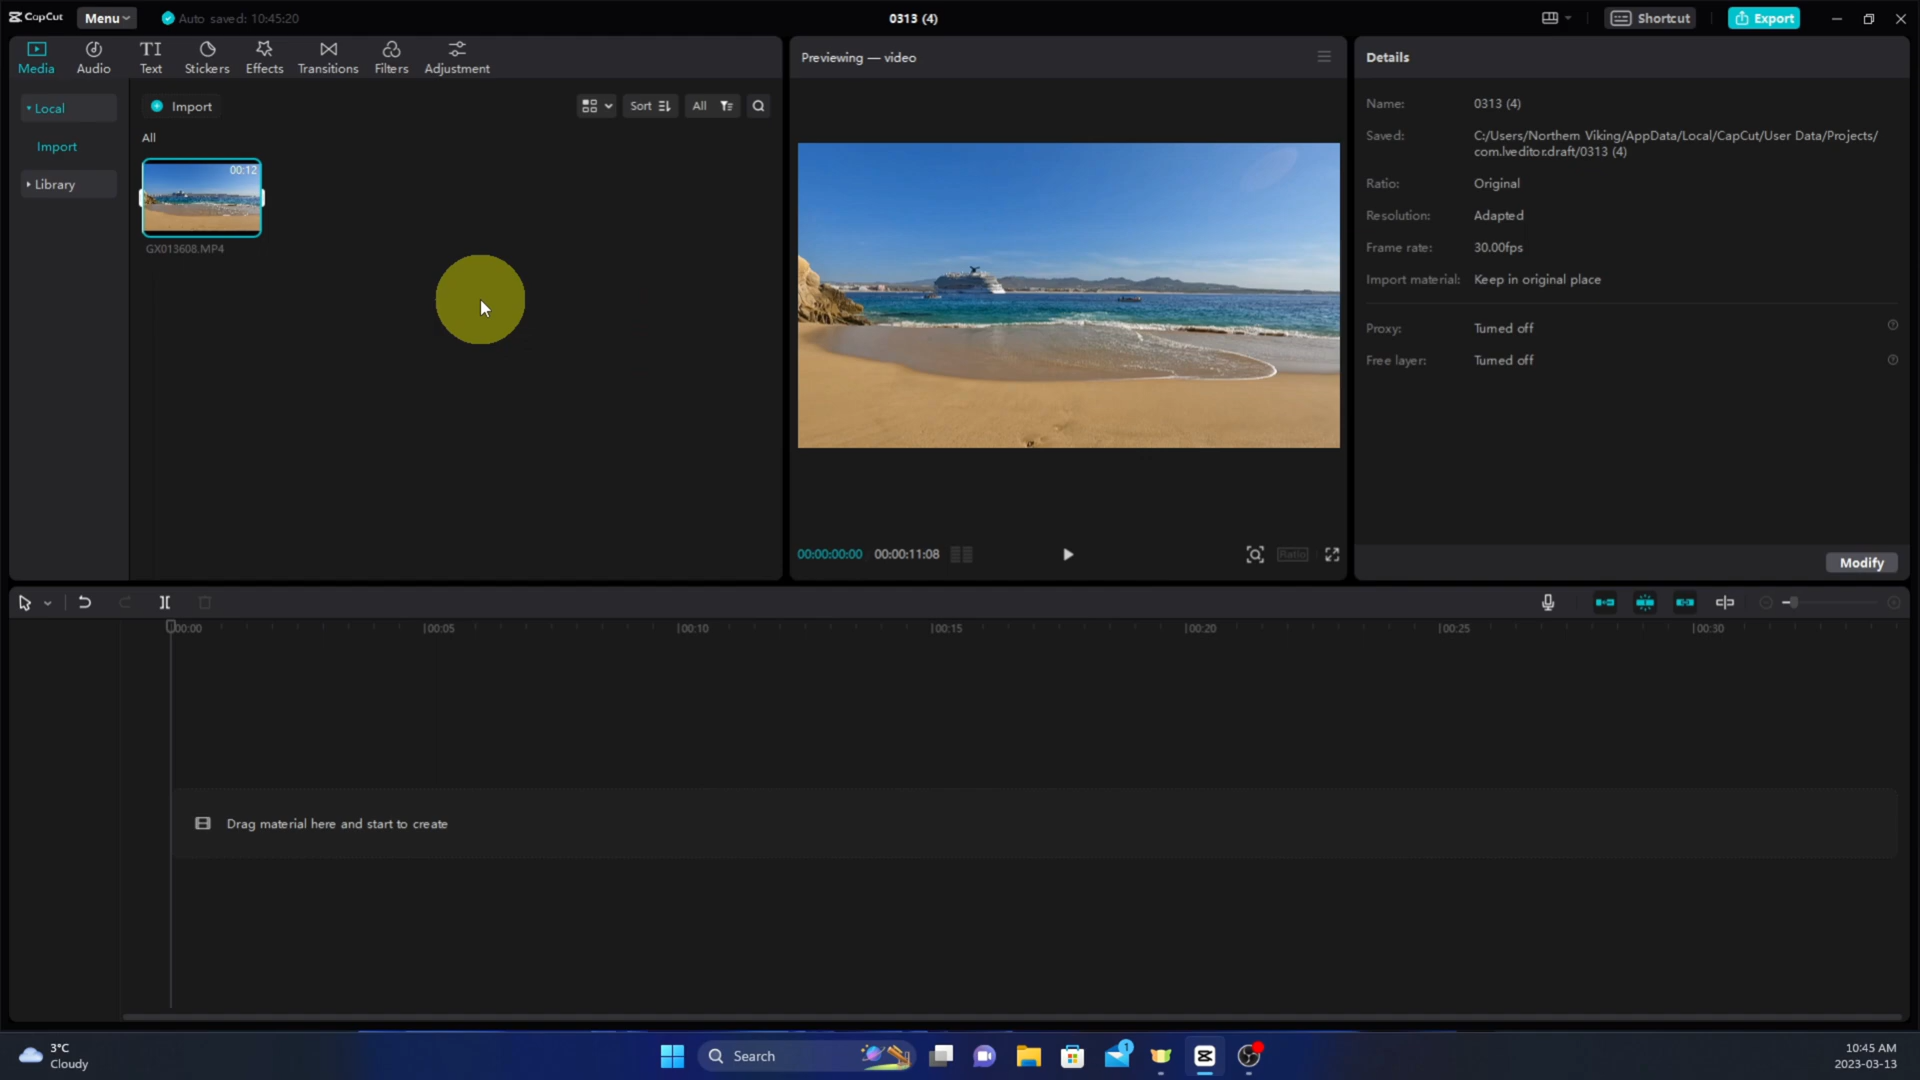 CapCut
Menu
Auto saved: 10:45:20
0313 (4)
Shortcut
Export
Media
Audio
TI
Text
Stickers
Effects
Transitions
Filters
Adjustment
Local
Import
Library
Import
Sort
All
All
00:12
GX013608.MP4
Previewing — video
00:00:00:00
00:00:11:08
Ratio
Details
Name:
0313 (4)
Saved:
C:/Users/Northern Viking/AppData/Local/CapCut/User Data/Projects/
com.lveditor.draft/0313 (4)
Ratio:
Original
Resolution:
Adapted
Frame rate:
30.00fps
Import material:
Keep in original place
Proxy:
Turned off
Free layer:
Turned off
Modify
00:00
00:05
00:10
00:15
00:20
00:25
00:30
Drag material here and start to create
3°C
Cloudy
Search
1
10:45 AM
2023-03-13